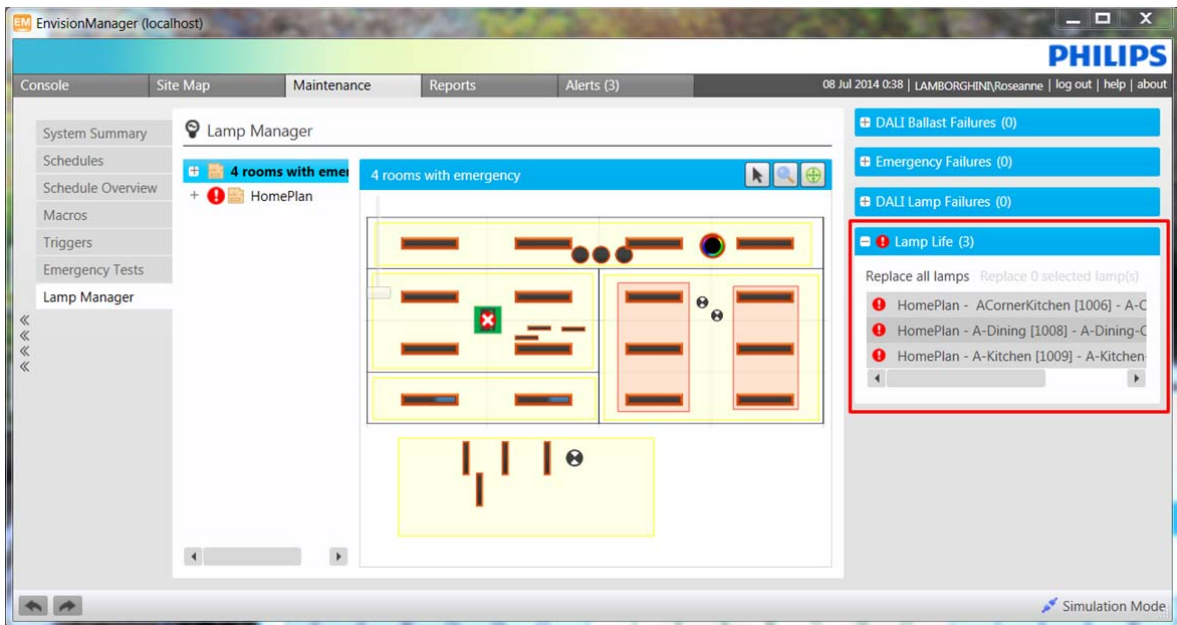 EM EnvisionManager (localhost)
PHILIPS
Console Site Map Maintenance Reports Alerts (3) 08 Jul 2014 0:38 | LAMBORGHINI\Roseanne | log out | help | about
System Summary
Schedules
Schedule Overview
Macros
Triggers
Emergency Tests
Lamp Manager
Lamp Manager
4 rooms with emer
HomePlan
4 rooms with emergency
DALI Ballast Failures (0)
Emergency Failures (0)
DALI Lamp Failures (0)
Lamp Life (3)
Replace all lamps Replace 0 selected lamp(s)
HomePlan - ACornerKitchen [1006] - A-C
HomePlan - A-Dining [1008] - A-Dining-C
HomePlan - A-Kitchen [1009] - A-Kitchen-
Simulation Mode